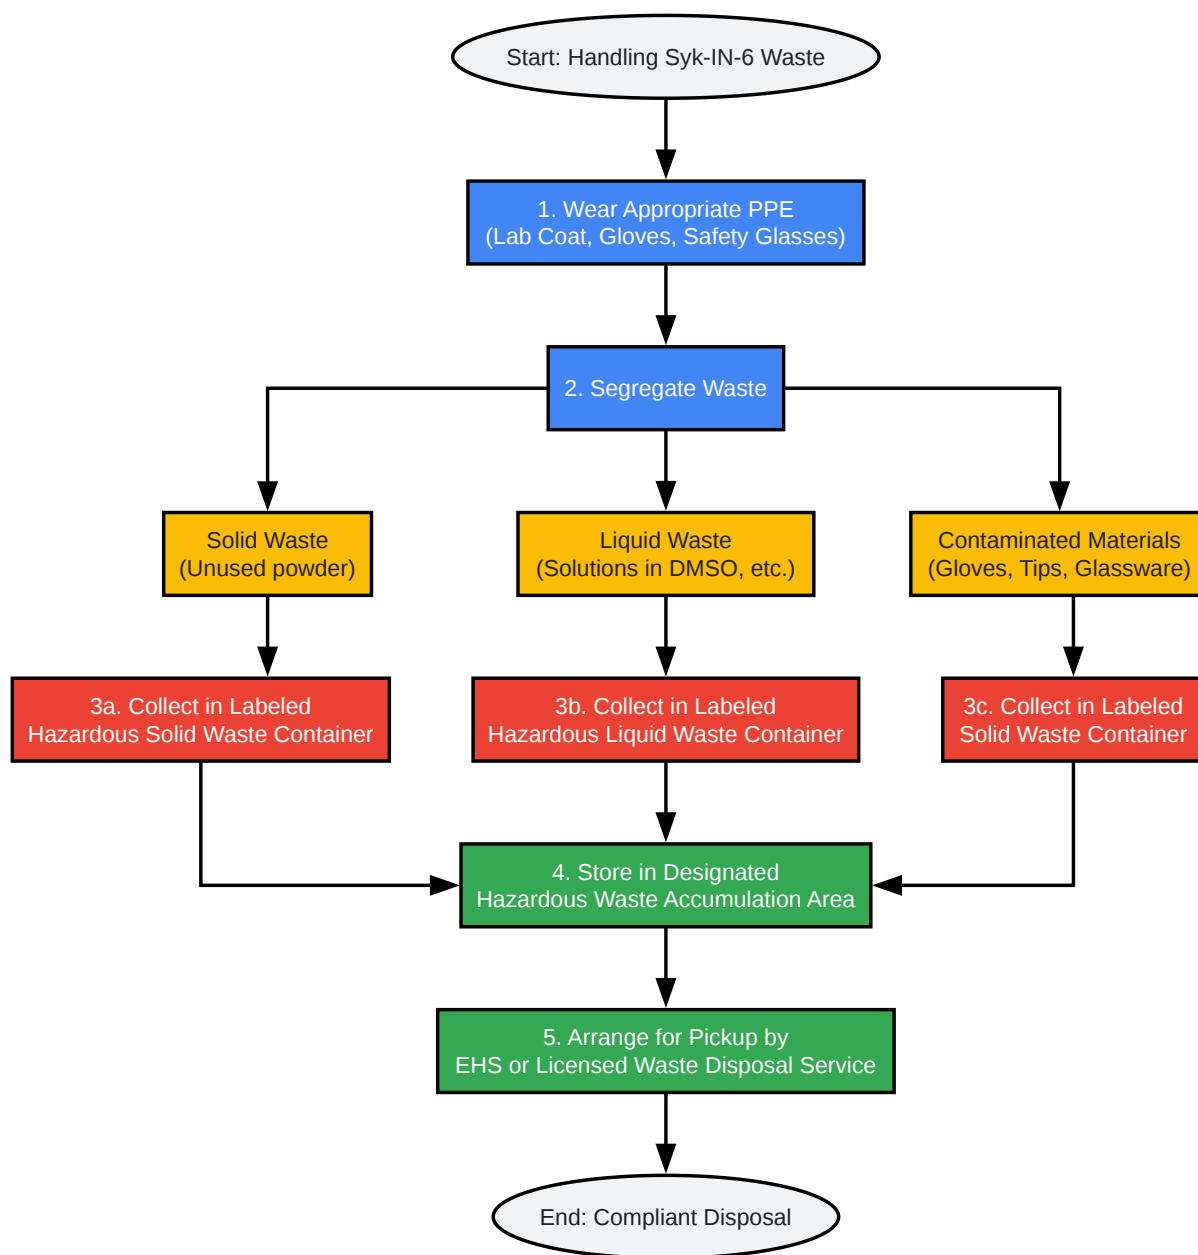 Start: Handling Syk-IN-6 Waste
1. Wear Appropriate PPE
(Lab Coat, Gloves, Safety Glasses)
2. Segregate Waste
Solid Waste
(Unused powder)
Liquid Waste
(Solutions in DMSO, etc.)
Contaminated Materials
(Gloves, Tips, Glassware)
3a. Collect in Labeled
Hazardous Solid Waste Container
3b. Collect in Labeled
Hazardous Liquid Waste Container
3c. Collect in Labeled
Solid Waste Container
4. Store in Designated
Hazardous Waste Accumulation Area
5. Arrange for Pickup by
EHS or Licensed Waste Disposal Service
End: Compliant Disposal